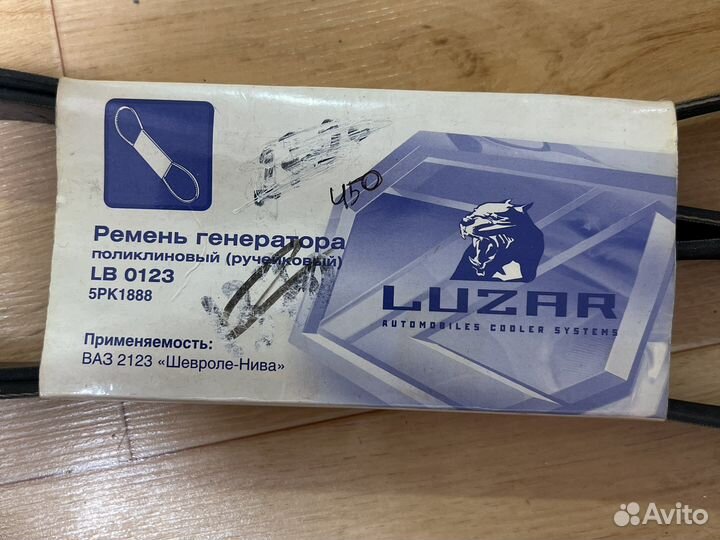 450
Ремень генератора
поликлиновый (ручейковый)
LB 0123
5PK1888
Применяемость:
ВАЗ 2123 «Шевроле-Нива»
LUZAR
AUTOMOBILES COOLER SYSTEMS
Avito